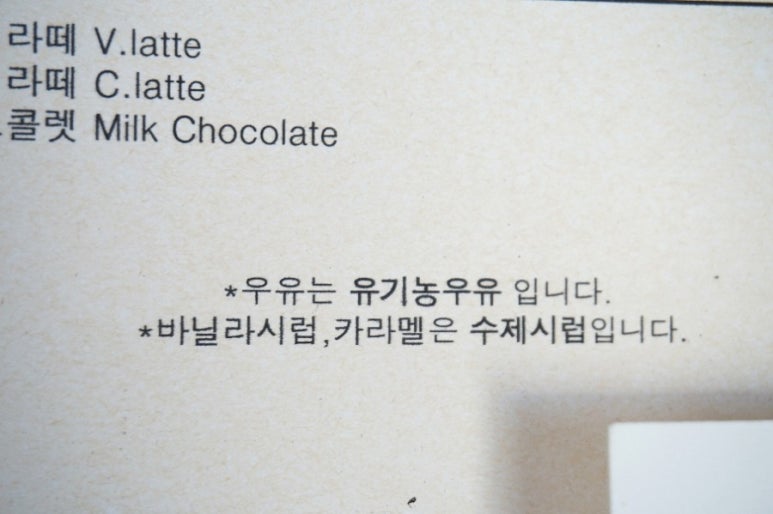 라떼 V.latte
라떼 C.latte
콜렛 Milk Chocolate
*우유는 유기농우유 입니다.
*바닐라시럽,카라멜은 수제시럽입니다.